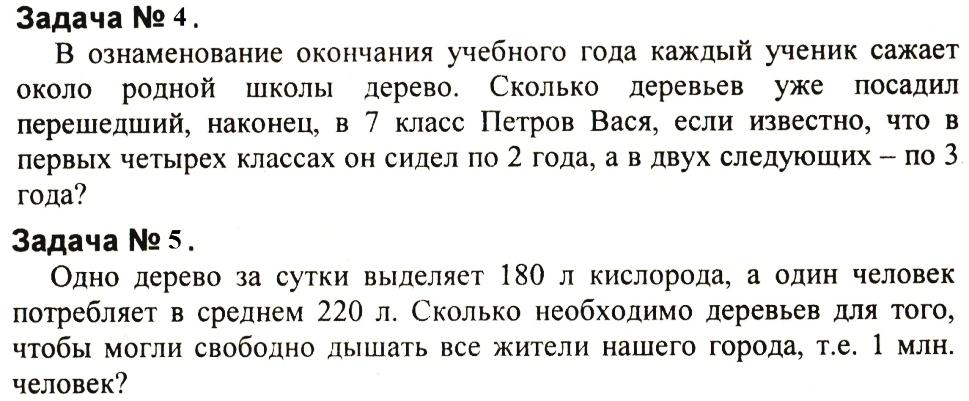 Задача № 4.
В ознаменование окончания учебного года каждый ученик сажает
около родной школы дерево. Сколько деревьев уже посадил
перешедший, наконец, в 7 класс Петров Вася, если известно, что в
первых четырех классах он сидел по 2 года, а в двух следующих – по 3
года?
Задача № 5.
Одно дерево за сутки выделяет 180 л кислорода, а один человек
потребляет в среднем 220 л. Сколько необходимо деревьев для того,
чтобы могли свободно дышать все жители нашего города, т.е. 1 млн.
человек?